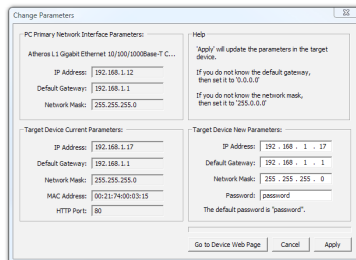 Change Parameters
PC Primary Network Interface Parameters:
Atheros L1 Gigabit Ethernet 10/100/1000Base-T C...
IP Address: 192.168.1.12
Default Gateway: 192.168.1.1
Network Mask: 255.255.255.0
Help
'Apply' will update the parameters in the target
device.
If you do not know the default gateway,
then set it to '0.0.0.0'
If you do not know the network mask,
then set it to '255.0.0.0'
Target Device Current Parameters:
IP Address: 192.168.1.17
Default Gateway: 192.168.1.1
Network Mask: 255.255.255.0
MAC Address: 00:21:74:00:03:15
HTTP Port: 80
Target Device New Parameters:
IP Address: 192 . 168 . 1 . 17
Default Gateway: 192 . 168 . 1 . 1
Network Mask: 255 . 255 . 255 . 0
Password: password
The default password is "password".
Go to Device Web Page Cancel Apply